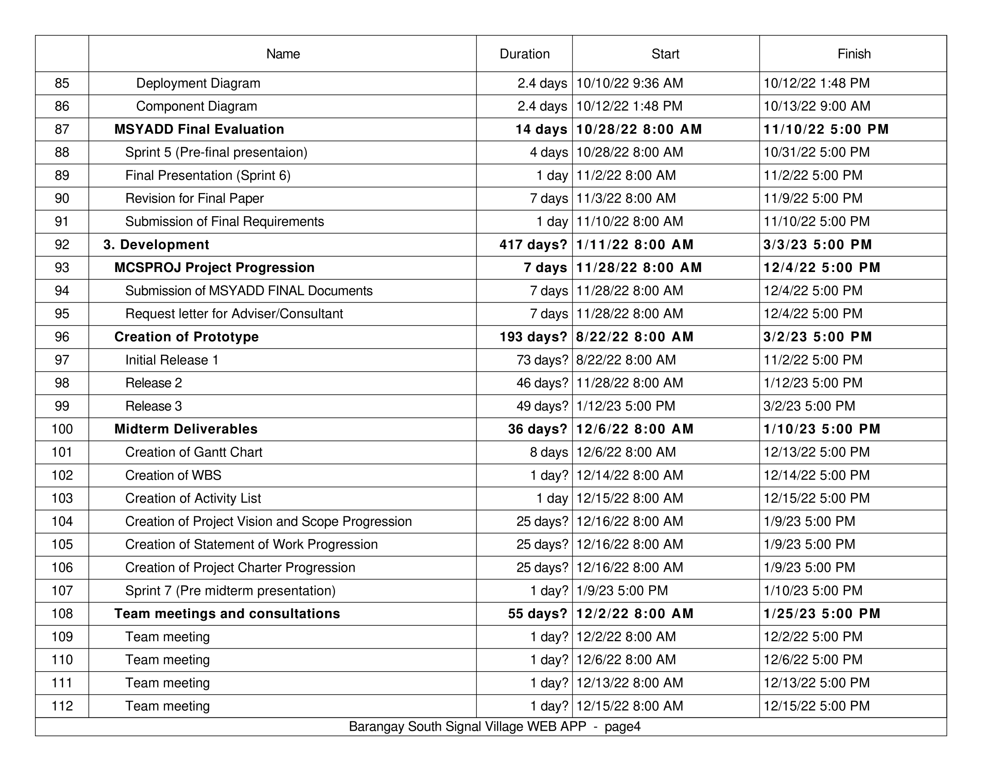 Name Duration Start Finish
85 Deployment Diagram 2.4 days 10/10/22 9:36 AM 10/12/22 1:48 PM
86 Component Diagram 2.4 days 10/12/22 1:48 PM 10/13/22 9:00 AM
87 MSYADD Final Evaluation 14 days 10/28/22 8:00 AM 11/10/22 5:00 PM
88 Sprint 5 (Pre-final presentaion) 4 days 10/28/22 8:00 AM 10/31/22 5:00 PM
89 Final Presentation (Sprint 6) 1 day 11/2/22 8:00 AM 11/2/22 5:00 PM
90 Revision for Final Paper 7 days 11/3/22 8:00 AM 11/9/22 5:00 PM
91 Submission of Final Requirements 1 day 11/10/22 8:00 AM 11/10/22 5:00 PM
92 3. Development 417 days? 1/11/22 8:00 AM 3/3/23 5:00 PM
93 MCSPROJ Project Progression 7 days 11/28/22 8:00 AM 12/4/22 5:00 PM
94 Submission of MSYADD FINAL Documents 7 days 11/28/22 8:00 AM 12/4/22 5:00 PM
95 Request letter for Adviser/Consultant 7 days 11/28/22 8:00 AM 12/4/22 5:00 PM
96 Creation of Prototype 193 days? 8/22/22 8:00 AM 3/2/23 5:00 PM
97 Initial Release 1 73 days? 8/22/22 8:00 AM 11/2/22 5:00 PM
98 Release 2 46 days? 11/28/22 8:00 AM 1/12/23 5:00 PM
99 Release 3 49 days? 1/12/23 5:00 PM 3/2/23 5:00 PM
100 Midterm Deliverables 36 days? 12/6/22 8:00 AM 1/10/23 5:00 PM
101 Creation of Gantt Chart 8 days 12/6/22 8:00 AM 12/13/22 5:00 PM
102 Creation of WBS 1 day? 12/14/22 8:00 AM 12/14/22 5:00 PM
103 Creation of Activity List 1 day 12/15/22 8:00 AM 12/15/22 5:00 PM
104 Creation of Project Vision and Scope Progression 25 days? 12/16/22 8:00 AM 1/9/23 5:00 PM
105 Creation of Statement of Work Progression 25 days? 12/16/22 8:00 AM 1/9/23 5:00 PM
106 Creation of Project Charter Progression 25 days? 12/16/22 8:00 AM 1/9/23 5:00 PM
107 Sprint 7 (Pre midterm presentation) 1 day? 1/9/23 5:00 PM 1/10/23 5:00 PM
108 Team meetings and consultations 55 days? 12/2/22 8:00 AM 1/25/23 5:00 PM
109 Team meeting 1 day? 12/2/22 8:00 AM 12/2/22 5:00 PM
110 Team meeting 1 day? 12/6/22 8:00 AM 12/6/22 5:00 PM
111 Team meeting 1 day? 12/13/22 8:00 AM 12/13/22 5:00 PM
112 Team meeting 1 day? 12/15/22 8:00 AM 12/15/22 5:00 PM
Barangay South Signal Village WEB APP - page4